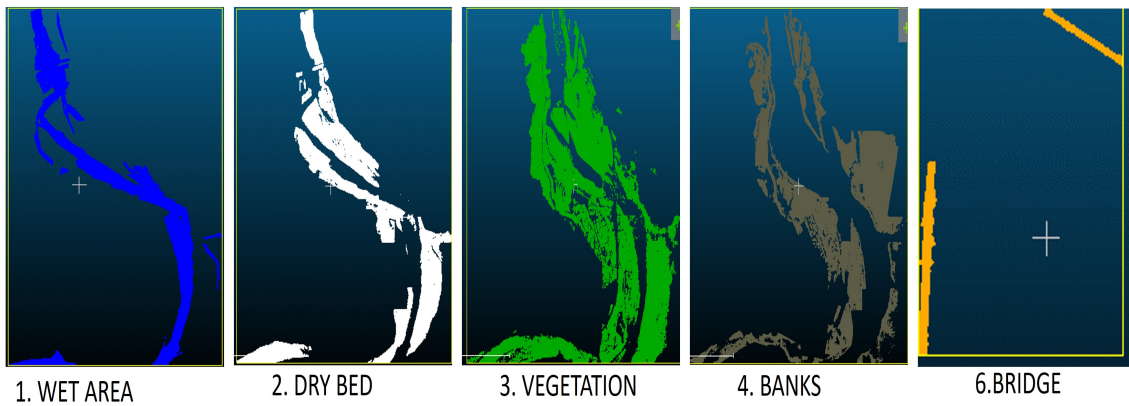 1. WET AREA
2. DRY BED
3. VEGETATION
4. BANKS
6.BRIDGE